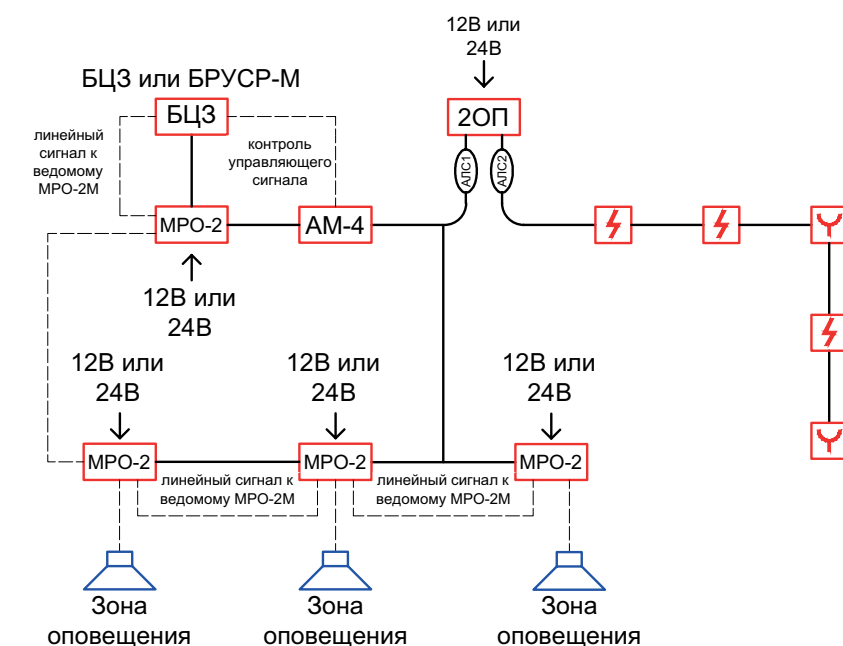 12В или
24В
БЦЗ или БРУСР-М
БЦЗ
2ОП
линейный
сигнал к
ведомому
МРО-2М
контроль
управляющего
сигнала
АЛС1
АЛС2
МРО-2
АМ-4
12В или
24В
12В или
24В
12В или
24В
12В или
24В
МРО-2
МРО-2
МРО-2
линейный сигнал к
ведомому МРО-2М
линейный сигнал к
ведомому МРО-2М
Зона
оповещения
Зона
оповещения
Зона
оповещения